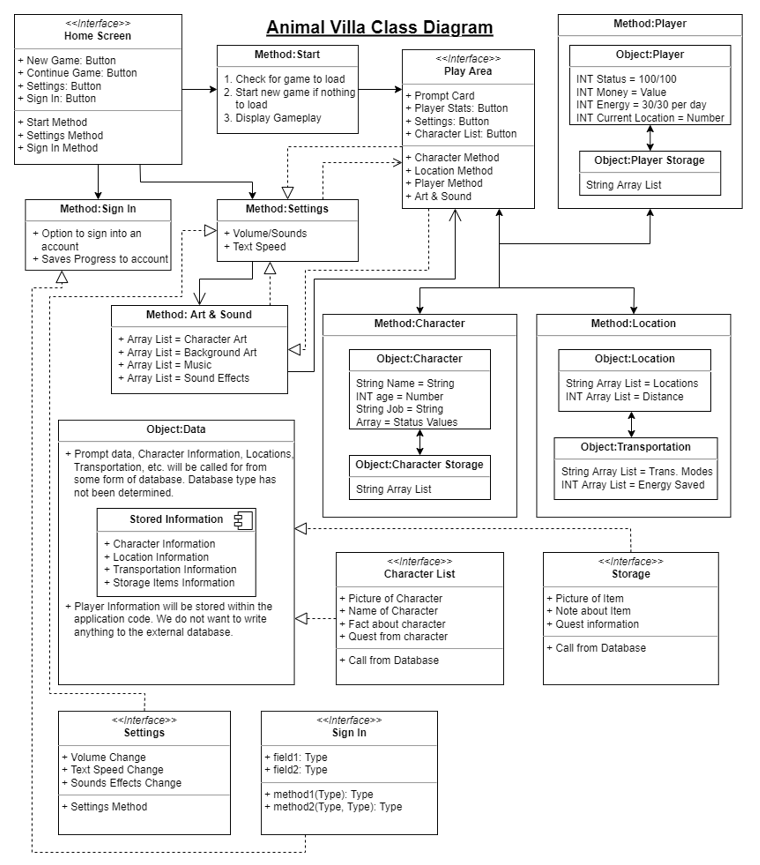 Animal Villa Class Diagram
<<Interface>>
Home Screen
+ New Game: Button
+ Continue Game: Button
+ Settings: Button
+ Sign In: Button
+ Start Method
+ Settings Method
+ Sign In Method
Method:Start
1. Check for game to load
2. Start new game if nothing
to load
3. Display Gameplay
<<Interface>>
Play Area
+ Prompt Card
+ Player Stats: Button
+ Settings: Button
+ Character List: Button
+ Character Method
+ Location Method
+ Player Method
+ Art & Sound
Method:Player
Object:Player
INT Status = 100/100
INT Money = Value
INT Energy = 30/30 per day
INT Current Location = Number
Object:Player Storage
String Array List
Method:Sign In
+ Option to sign into an
account
+ Saves Progress to account
Method:Settings
+ Volume/Sounds
+ Text Speed
Method: Art & Sound
+ Array List = Character Art
+ Array List = Background Art
+ Array List = Music
+ Array List = Sound Effects
Method:Character
Object:Character
String Name = String
INT age = Number
String Job = String
Array = Status Values
Object:Character Storage
String Array List
Method:Location
Object:Location
String Array List = Locations
INT Array List = Distance
Object:Transportation
String Array List = Trans. Modes
INT Array List = Energy Saved
Object:Data
+ Prompt data, Character Information, Locations,
Transportation, etc. will be called for from
some form of database. Database type has
not been determined.
Stored Information
+ Character Information
+ Location Information
+ Transportation Information
+ Storage Items Information
+ Player Information will be stored within the
application code. We do not want to write
anything to the external database.
<<Interface>>
Character List
+ Picture of Character
+ Name of Character
+ Fact about character
+ Quest from character
+ Call from Database
<<Interface>>
Storage
+ Picture of Item
+ Note about Item
+ Quest information
+ Call from Database
<<Interface>>
Settings
+ Volume Change
+ Text Speed Change
+ Sounds Effects Change
+ Settings Method
<<Interface>>
Sign In
+ field1: Type
+ field2: Type
+ method1(Type): Type
+ method2(Type, Type): Type